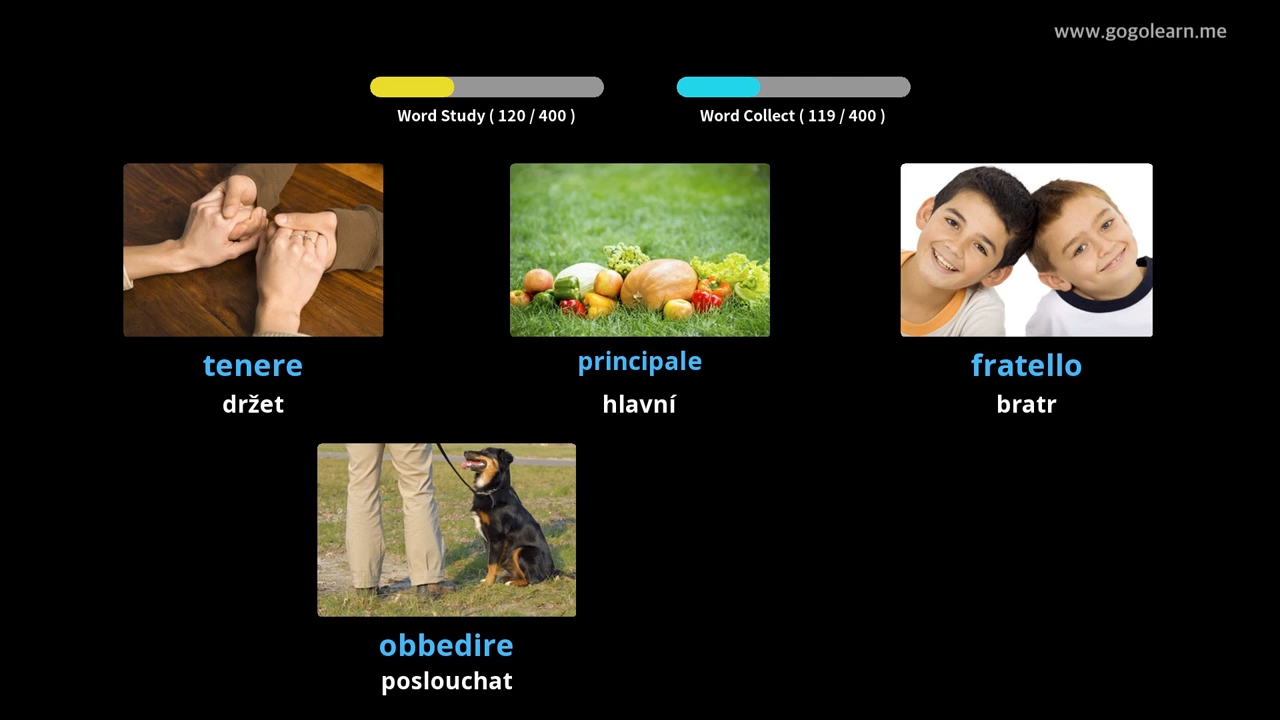 www.gogolearn.me
Word Study ( 120 / 400 )
Word Collect ( 119 / 400 )
tenere
držet
principale
hlavní
fratello
bratr
obbedire
poslouchat